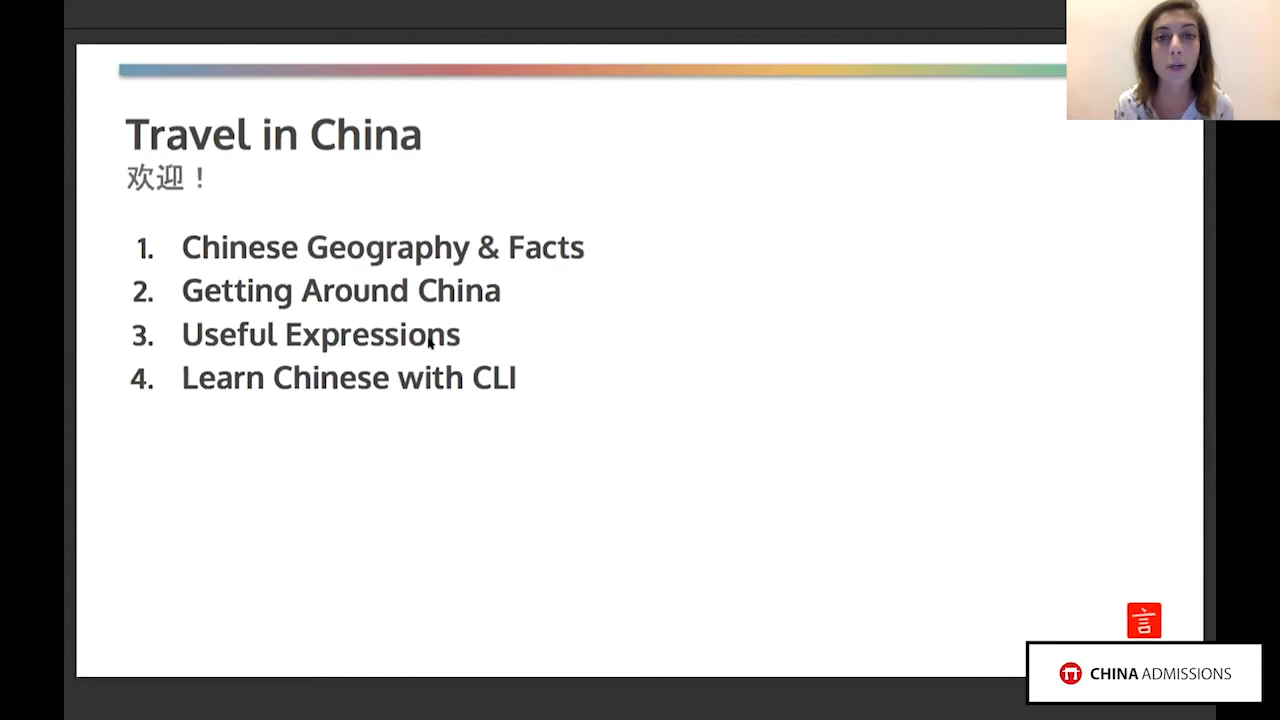 Travel in China
欢迎！
1. Chinese Geography & Facts
2. Getting Around China
3. Useful Expressions
4. Learn Chinese with CLI
言
CHINA ADMISSIONS